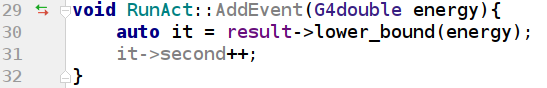 29 void RunAct::AddEvent(G4double energy){
30     auto it = result->lower_bound(energy);
31     it->second++;
32 }